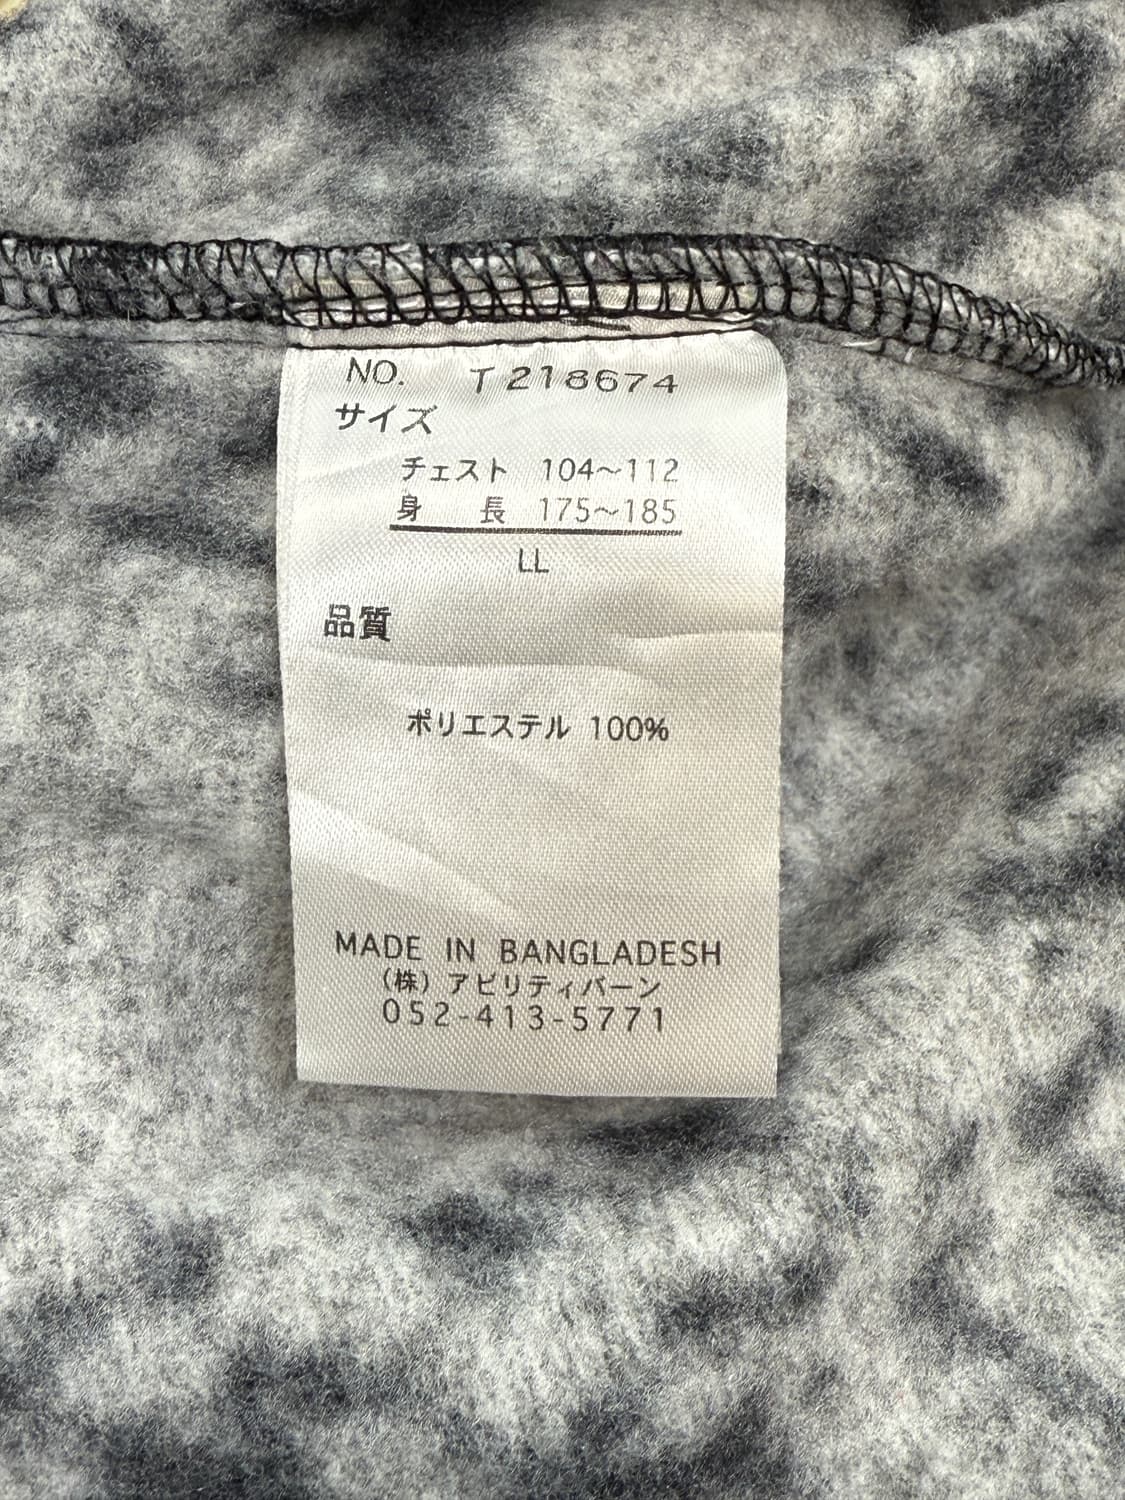 NO. T218674
サイズ
チェスト 104～112
身 長 175～185
LL
品質
ポリエステル 100%
MADE IN BANGLADESH
(株) アビリティバーン
052-413-5771